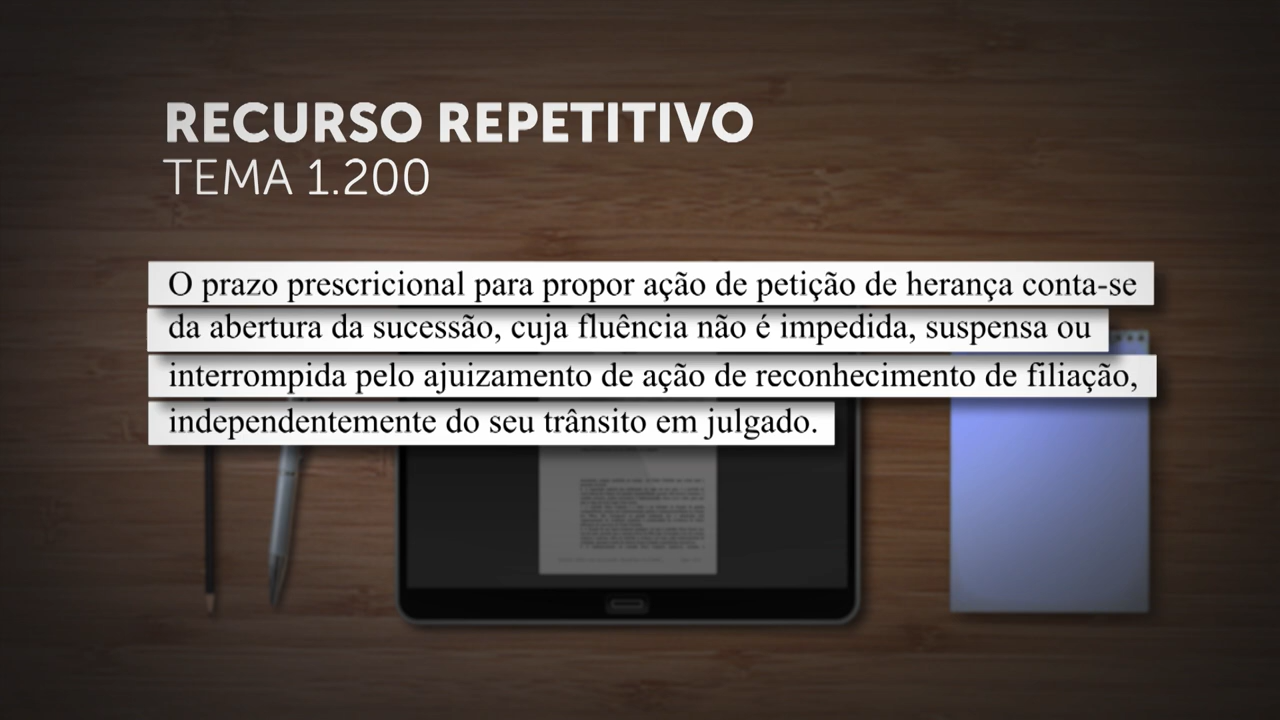 RECURSO REPETITIVO
TEMA 1.200
O prazo prescricional para propor ação de petição de herança conta-se
da abertura da sucessão, cuja fluência não é impedida, suspensa ou
interrompida pelo ajuizamento de ação de reconhecimento de filiação,
independentemente do seu trânsito em julgado.